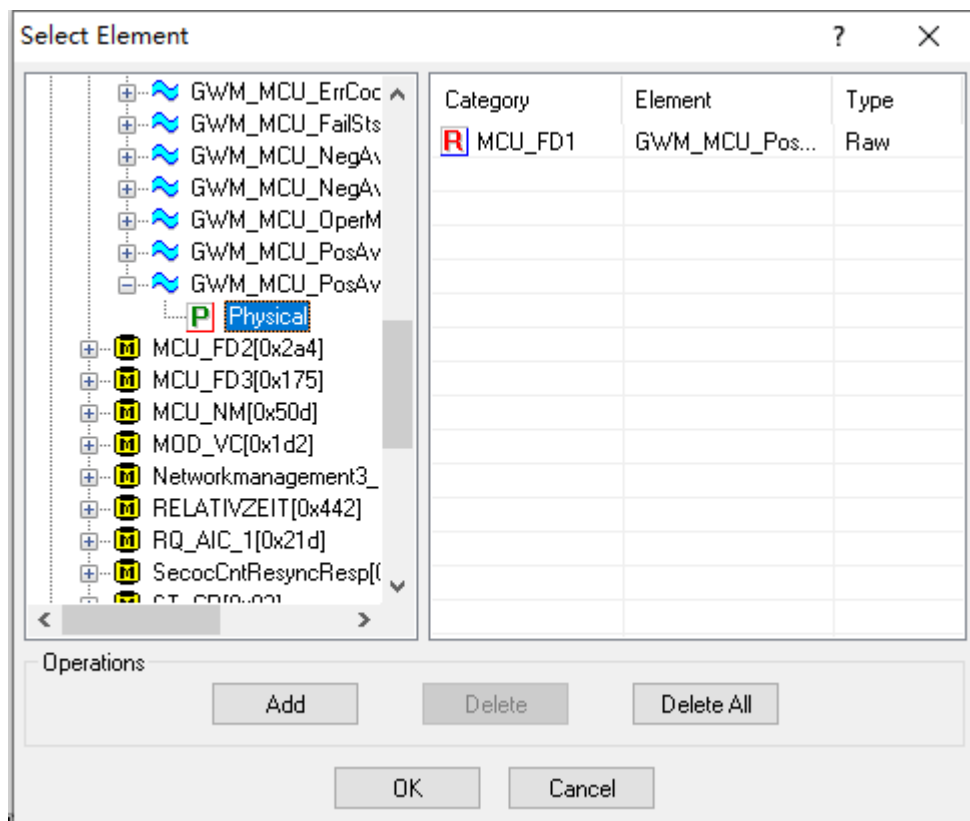 Select Element
?
GWM_MCU_ErrCoc
GWM_MCU_FailSts
GWM_MCU_NegAv
GWM_MCU_NegAv
GWM_MCU_OperM
GWM_MCU_PosAv
GWM_MCU_PosAv
P Physical
M MCU_FD2[0x2a4]
M MCU_FD3[0x175]
M MCU_NM[0x50d]
M MOD_VC[0x1d2]
M Networkmanagement3_
M RELATIVZEIT[0x442]
M RQ_AIC_1[0x21d]
M SecocCntResyncResp[
Category Element Type
R MCU_FD1 GWM_MCU_Pos... Raw
Operations
Add Delete Delete All
OK Cancel